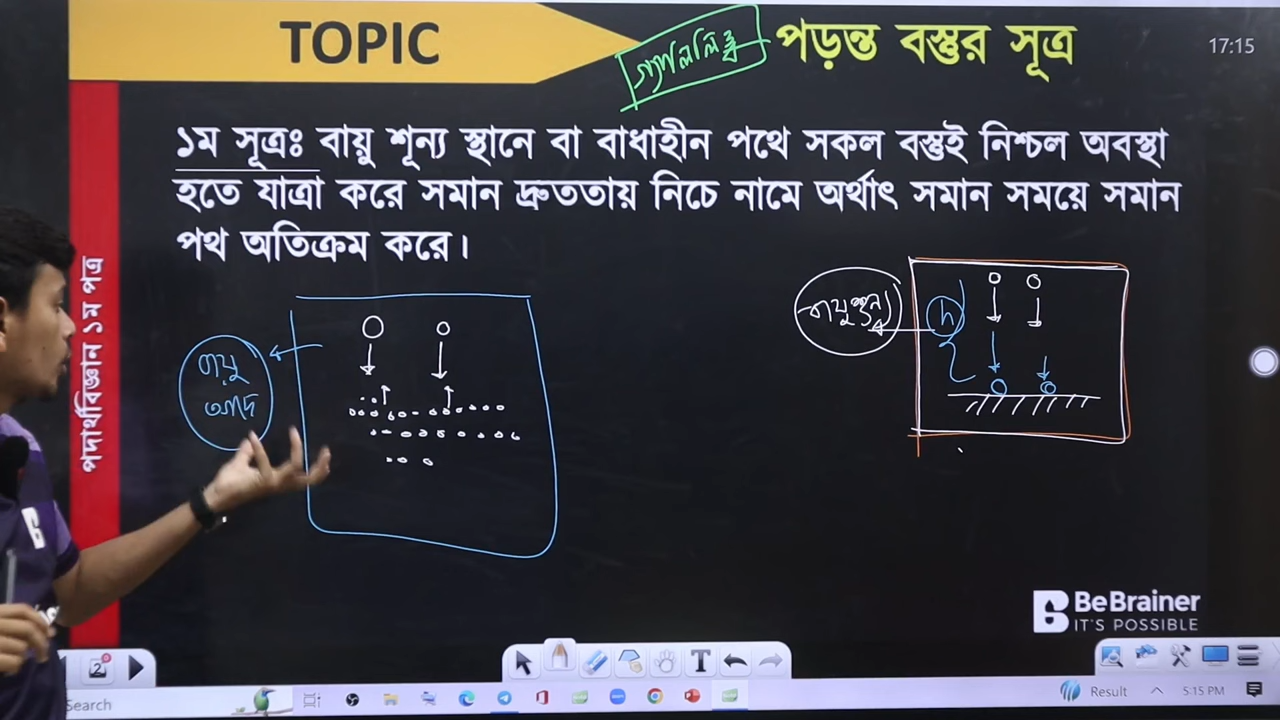 TOPIC
গ্যালিলিও
পড়ন্ত বস্তুর সূত্র
17:15
১ম সূত্রঃ বায়ু শূন্য স্থানে বা বাধাহীন পথে সকল বস্তুই নিশ্চল অবস্থা
হতে যাত্রা করে সমান দ্রুততায় নিচে নামে অর্থাৎ সমান সময়ে সমান
পথ অতিক্রম করে।
পদার্থবিজ্ঞান ১ম পত্র
বায়ু
আছে
বায়ুশূন্য
h
BeBrainer
IT'S POSSIBLE
2
T
Search
Result
5:15 PM